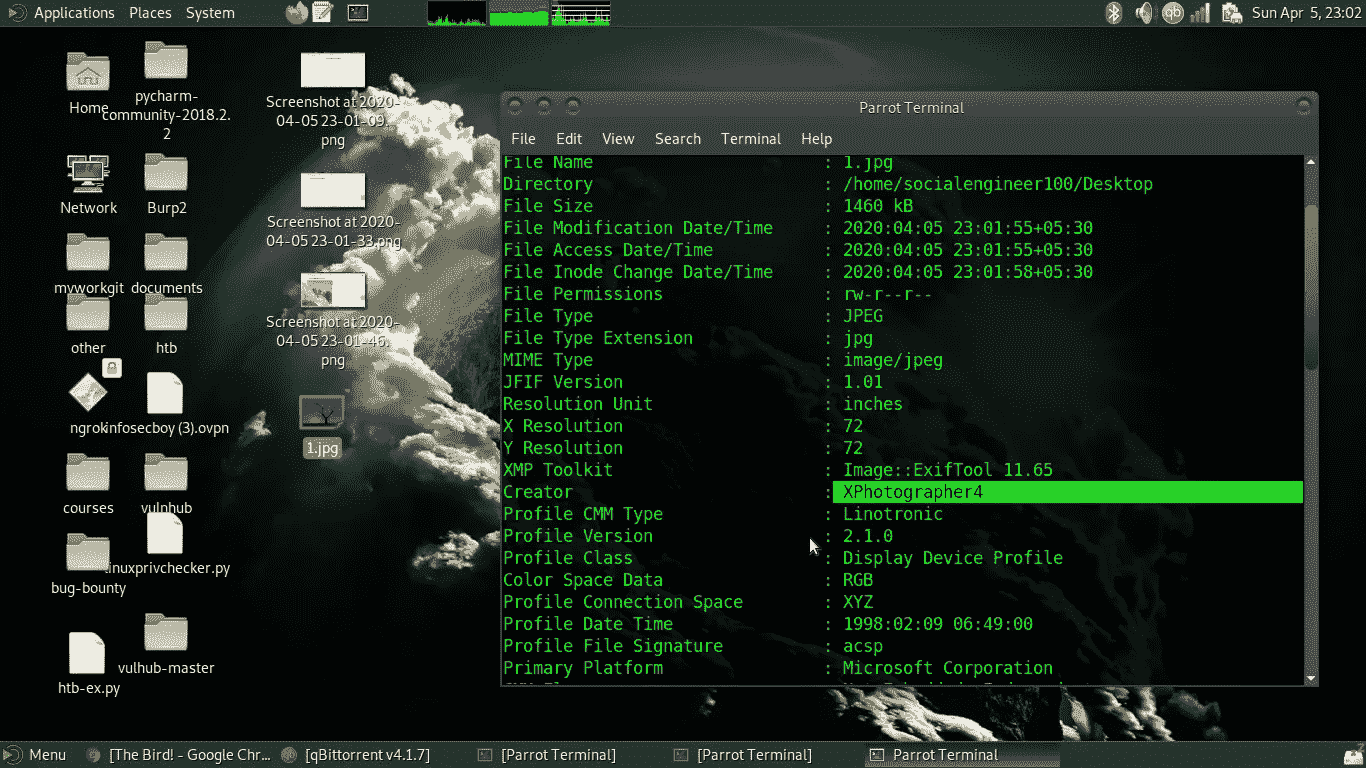 Applications Places System
Sun Apr 5, 23:02
Home
pycharm-
community-2018.2.
2
Network
Burp2
myworkgit
documents
other
htb
ngrok
infosecboy (3).ovpn
courses
vulnhub
linuxprivchecker.py
bug-bounty
vulhub-master
htb-ex.py
Screenshot at 2020-
04-05 23-01-09.
png
Screenshot at 2020-
04-05 23-01-33.png
Screenshot at 2020-
04-05 23-01-46.
png
1.jpg
Parrot Terminal
File Edit View Search Terminal Help
File Name : 1.jpg
Directory : /home/socialengineer100/Desktop
File Size : 1460 kB
File Modification Date/Time : 2020:04:05 23:01:55+05:30
File Access Date/Time : 2020:04:05 23:01:55+05:30
File Inode Change Date/Time : 2020:04:05 23:01:58+05:30
File Permissions : rw-r--r--
File Type : JPEG
File Type Extension : jpg
MIME Type : image/jpeg
JFIF Version : 1.01
Resolution Unit : inches
X Resolution : 72
Y Resolution : 72
XMP Toolkit : Image::ExifTool 11.65
Creator : XPhotographer4
Profile CMM Type : Linotronic
Profile Version : 2.1.0
Profile Class : Display Device Profile
Color Space Data : RGB
Profile Connection Space : XYZ
Profile Date Time : 1998:02:09 06:49:00
Profile File Signature : acsp
Primary Platform : Microsoft Corporation
Menu [The Bird! - Google Chr... [qBittorrent v4.1.7] [Parrot Terminal] [Parrot Terminal] Parrot Terminal